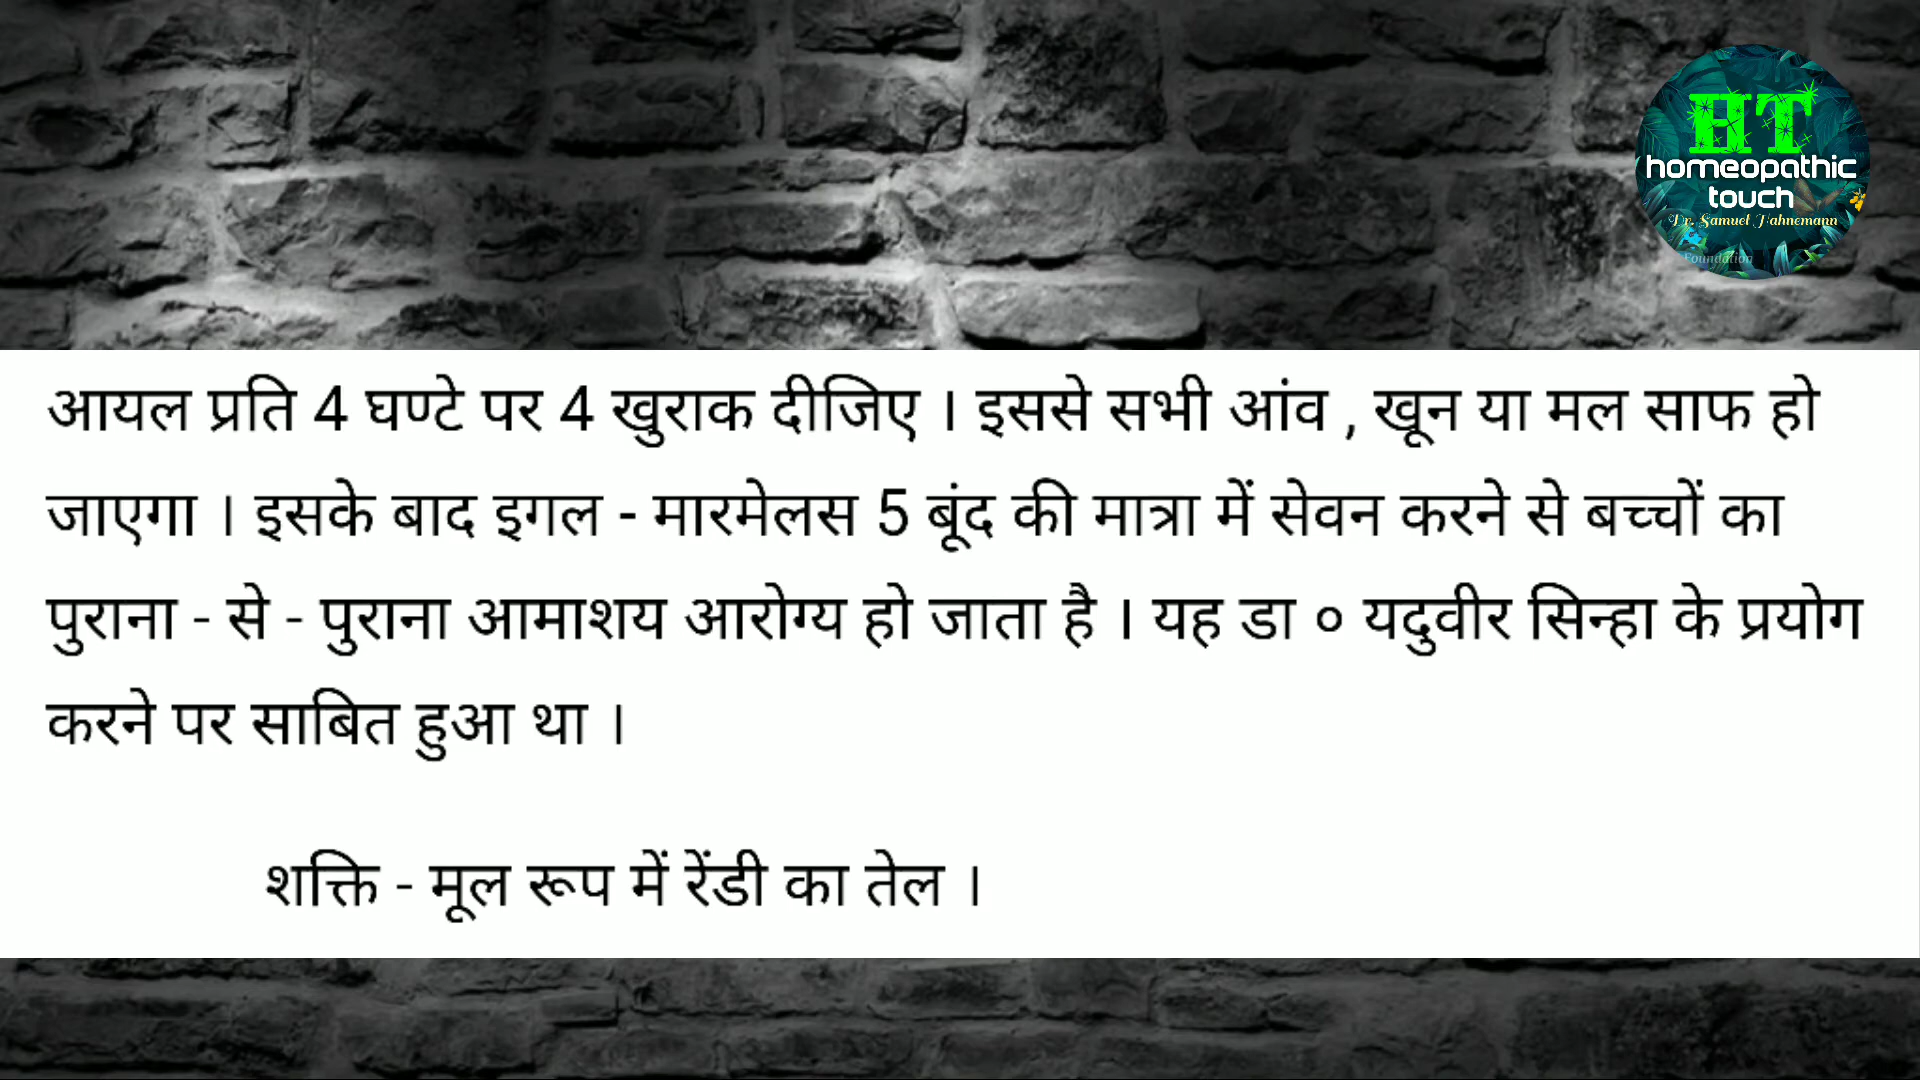 HT
homeopathic
touch
Dr. Samuel Hahnemann
Foundation
आयल प्रति 4 घण्टे पर 4 खुराक दीजिए । इससे सभी आंव , खून या मल साफ हो
जाएगा । इसके बाद इगल - मारमेलस 5 बूंद की मात्रा में सेवन करने से बच्चों का
पुराना - से - पुराना आमाशय आरोग्य हो जाता है । यह डा ० यदुवीर सिन्हा के प्रयोग
करने पर साबित हुआ था ।
शक्ति - मूल रूप में रेंडी का तेल ।